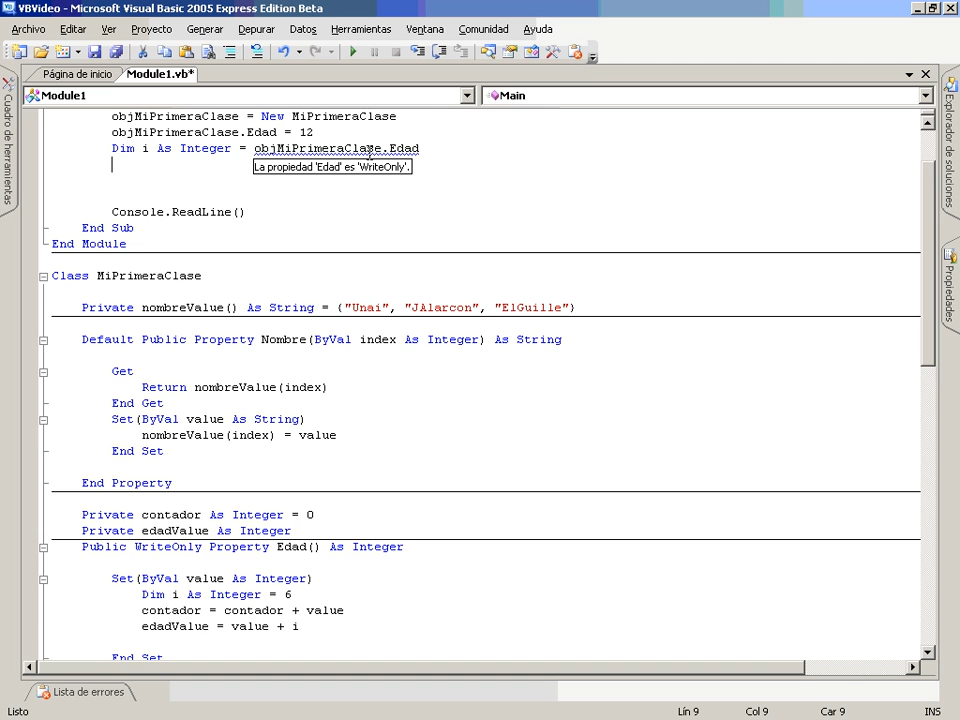 VBVideo - Microsoft Visual Basic 2005 Express Edition Beta
Archivo Editar Ver Proyecto Generar Depurar Datos Herramientas Ventana Comunidad Ayuda
Página de inicio Module1.vb*
Module1 Main
Cuadro de herramientas
Explorador de soluciones
Propiedades
objMiPrimeraClase = New MiPrimeraClase
objMiPrimeraClase.Edad = 12
Dim i As Integer = objMiPrimeraClase.Edad
La propiedad 'Edad' es 'WriteOnly'.
Console.ReadLine()
End Sub
End Module
Class MiPrimeraClase
Private nombreValue() As String = {"Unai", "JAlarcon", "ElGuille"}
Default Public Property Nombre(ByVal index As Integer) As String
Get
Return nombreValue(index)
End Get
Set(ByVal value As String)
nombreValue(index) = value
End Set
End Property
Private contador As Integer = 0
Private edadValue As Integer
Public WriteOnly Property Edad() As Integer
Set(ByVal value As Integer)
Dim i As Integer = 6
contador = contador + value
edadValue = value + i
End Set
Lista de errores
Listo Lín 9 Col 9 Car 9 INS